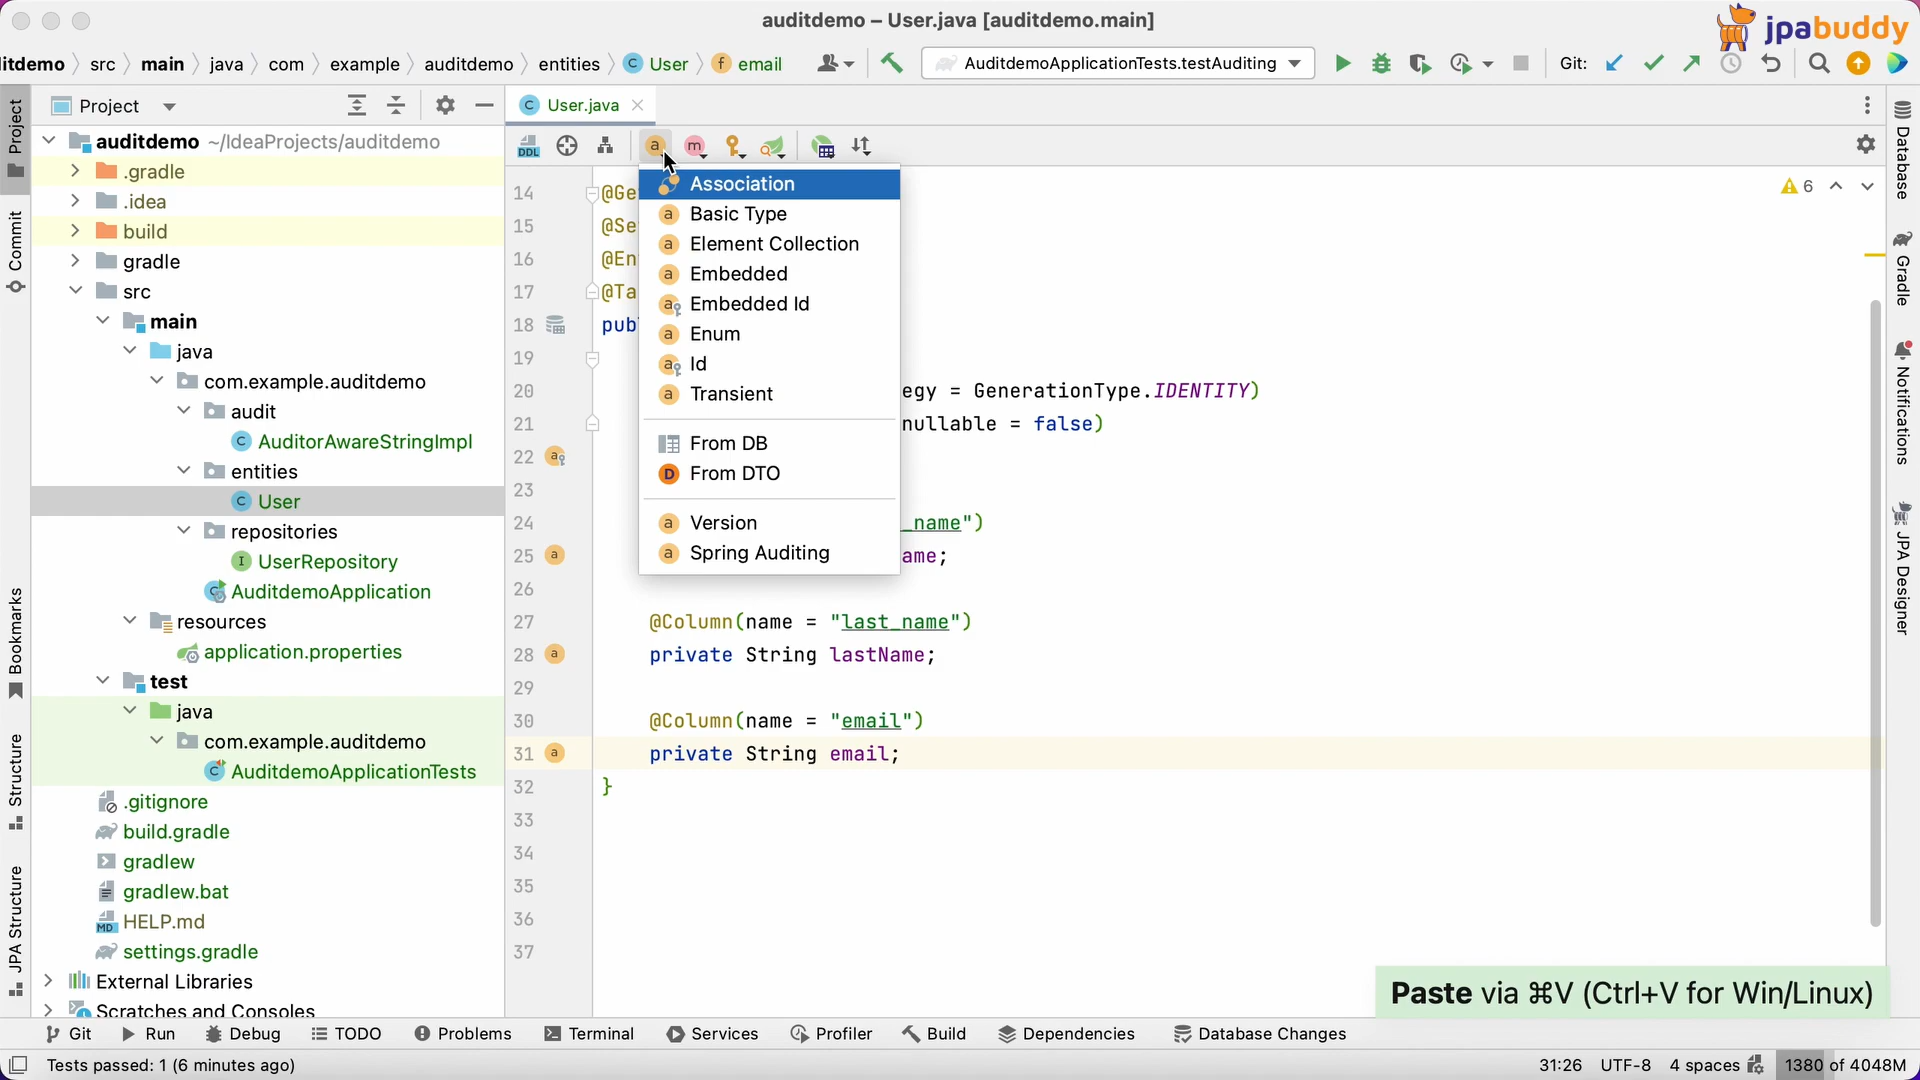 auditdemo – User.java [auditdemo.main]
jpabuddy
itdemo src main java com example auditdemo entities C User f email
AuditdemoApplicationTests.testAuditing
Git:
Project
Commit
Bookmarks
Structure
JPA Structure
Project
auditdemo ~/IdeaProjects/auditdemo
.gradle
.idea
build
gradle
src
main
java
com.example.auditdemo
audit
C AuditorAwareStringImpl
entities
C User
repositories
I UserRepository
AuditdemoApplication
resources
application.properties
test
java
com.example.auditdemo
AuditdemoApplicationTests
.gitignore
build.gradle
gradlew
gradlew.bat
MD HELP.md
settings.gradle
External Libraries
Scratches and Consoles
C User.java
DDL a m
a Association
a Basic Type
a Element Collection
a Embedded
a Embedded Id
a Enum
a Id
a Transient
From DB
D From DTO
a Version
a Spring Auditing
6
14 @Ge
15 @Se
16 @En
17 @Ta
18 pub
19
20 egy = GenerationType.IDENTITY)
21 nullable = false)
22 a
23
24 _name")
25 a ame;
26
27 @Column(name = "last_name")
28 a private String lastName;
29
30 @Column(name = "email")
31 a private String email;
32 }
33
34
35
36
37
Database
Gradle
Notifications
JPA Designer
Paste via ⌘V (Ctrl+V for Win/Linux)
Git Run Debug TODO Problems Terminal Services Profiler Build Dependencies Database Changes
Tests passed: 1 (6 minutes ago) 31:26 UTF-8 4 spaces 1380 of 4048M